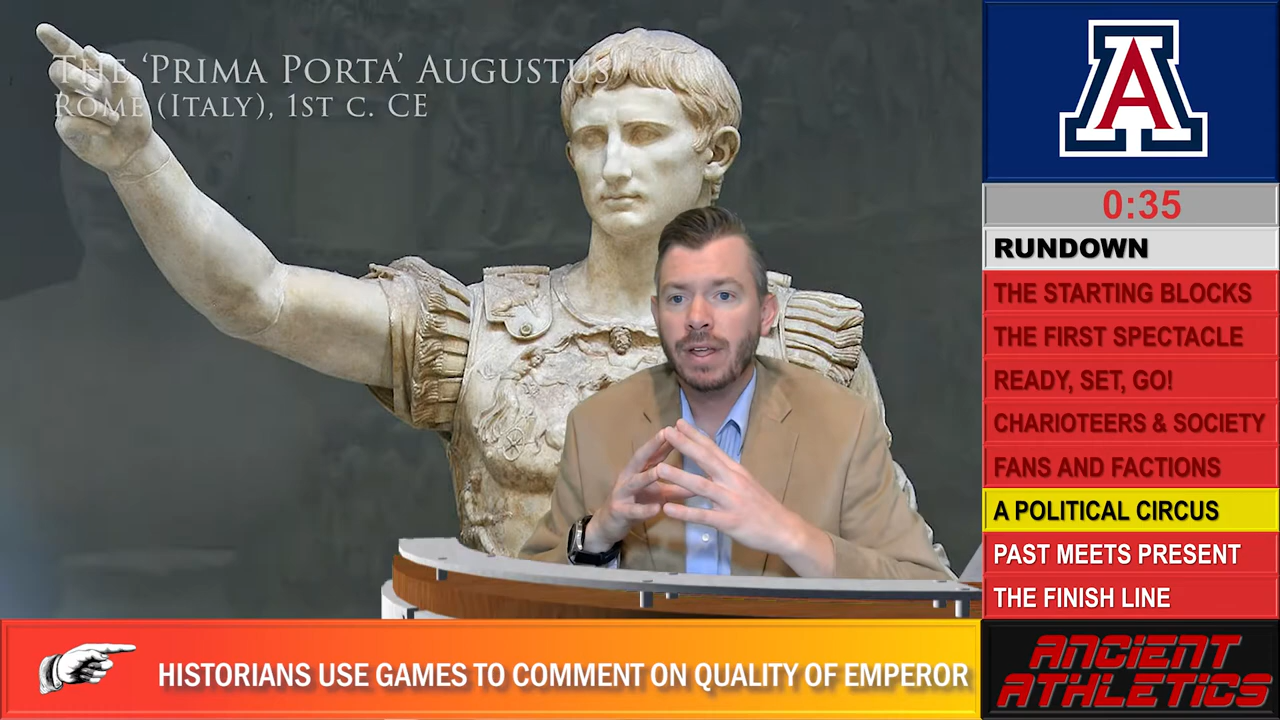 THE ‘PRIMA PORTA’ AUGUSTUS
ROME (ITALY), 1ST C. CE
A
0:35
RUNDOWN
THE STARTING BLOCKS
THE FIRST SPECTACLE
READY, SET, GO!
CHARIOTEERS & SOCIETY
FANS AND FACTIONS
A POLITICAL CIRCUS
PAST MEETS PRESENT
THE FINISH LINE
HISTORIANS USE GAMES TO COMMENT ON QUALITY OF EMPEROR
ANCIENT
ATHLETICS